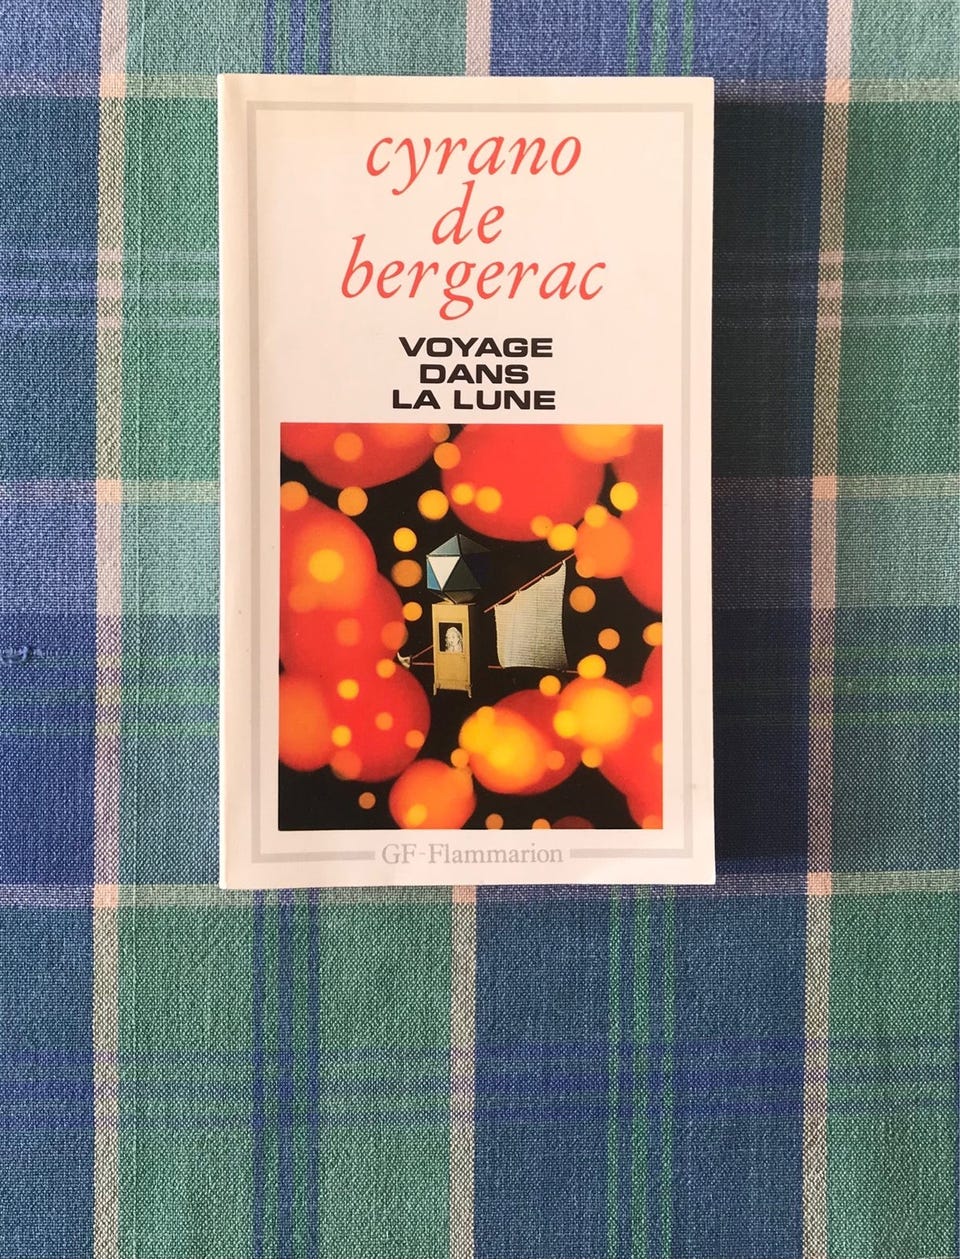 cyrano
de
bergerac
VOYAGE
DANS
LA LUNE
GF-Flammarion